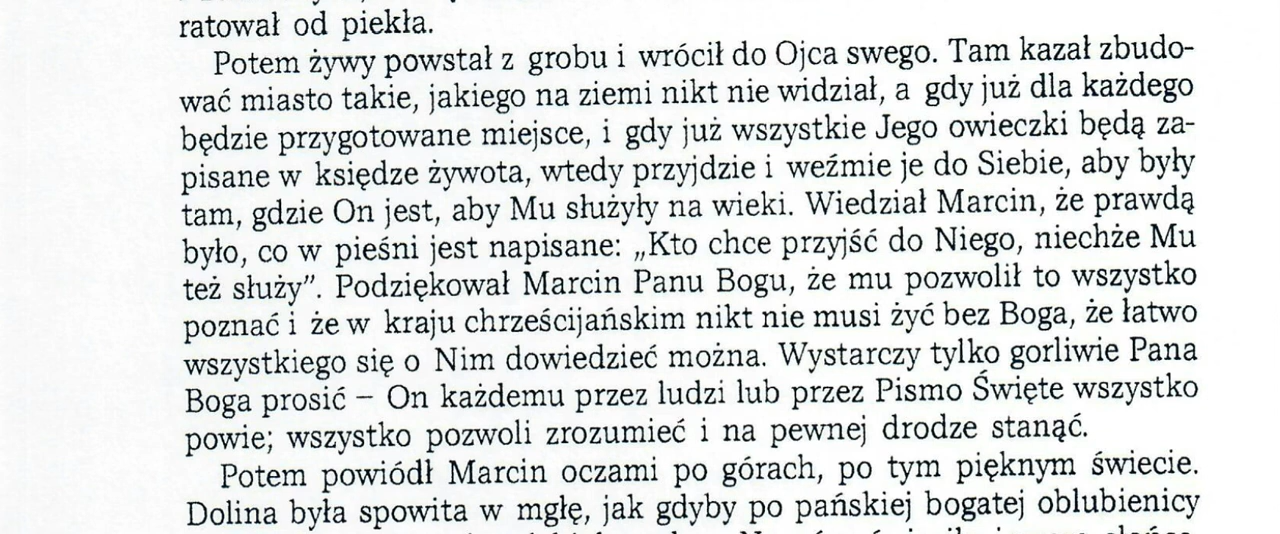 ratował od piekła.
Potem żywy powstał z grobu i wrócił do Ojca swego. Tam kazał zbudo-
wać miasto takie, jakiego na ziemi nikt nie widział, a gdy już dla każdego
będzie przygotowane miejsce, i gdy już wszystkie Jego owieczki będą za-
pisane w księdze żywota, wtedy przyjdzie i weźmie je do Siebie, aby były
tam, gdzie On jest, aby Mu służyły na wieki. Wiedział Marcin, że prawdą
było, co w pieśni jest napisane: „Kto chce przyjść do Niego, niechże Mu
też służy”. Podziękował Marcin Panu Bogu, że mu pozwolił to wszystko
poznać i że w kraju chrześcijańskim nikt nie musi żyć bez Boga, że łatwo
wszystkiego się o Nim dowiedzieć można. Wystarczy tylko gorliwie Pana
Boga prosić – On każdemu przez ludzi lub przez Pismo Święte wszystko
powie; wszystko pozwoli zrozumieć i na pewnej drodze stanąć.
Potem powiódł Marcin oczami po górach, po tym pięknym świecie.
Dolina była spowita w mgłę, jak gdyby po pańskiej bogatej oblubienicy